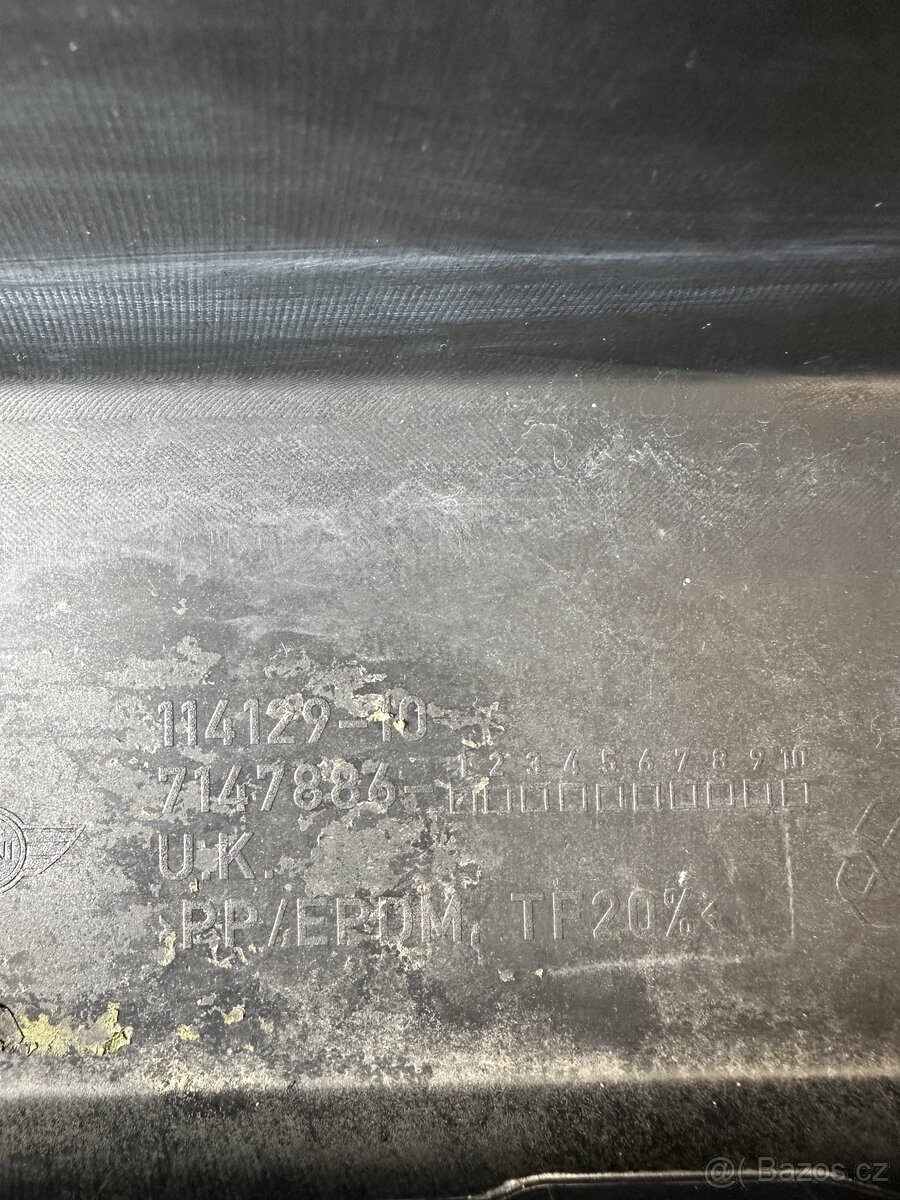 114129-10
7147886-
1 2 3 4 5 6 7 8 9 10
U.K.
PP/EPDM TF20%<
@( Bazos.cz